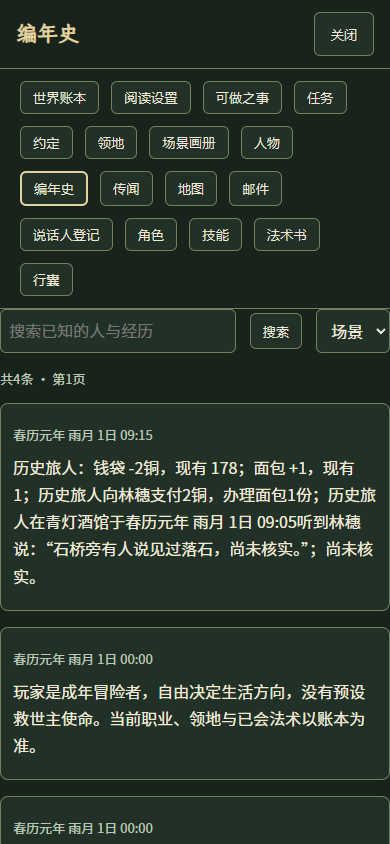 编年史
关闭
世界账本 阅读设置 可做之事 任务
约定 领地 场景画册 人物
编年史 传闻 地图 邮件
说话人登记 角色 技能 法术书
行囊
搜索已知的人与经历 搜索 场景
共4条 · 第1页
春历元年 雨月 1日 09:15
历史旅人：钱袋 -2铜，现有 178；面包 +1，现有
1；历史旅人向林穗支付2铜，办理面包1份；历史旅
人在青灯酒馆于春历元年 雨月 1日 09:05听到林穗
说：“石桥旁有人说见过落石，尚未核实。”；尚未核
实。
春历元年 雨月 1日 00:00
玩家是成年冒险者，自由决定生活方向，没有预设
救世主使命。当前职业、领地与已会法术以账本为
准。
春历元年 雨月 1日 00:00